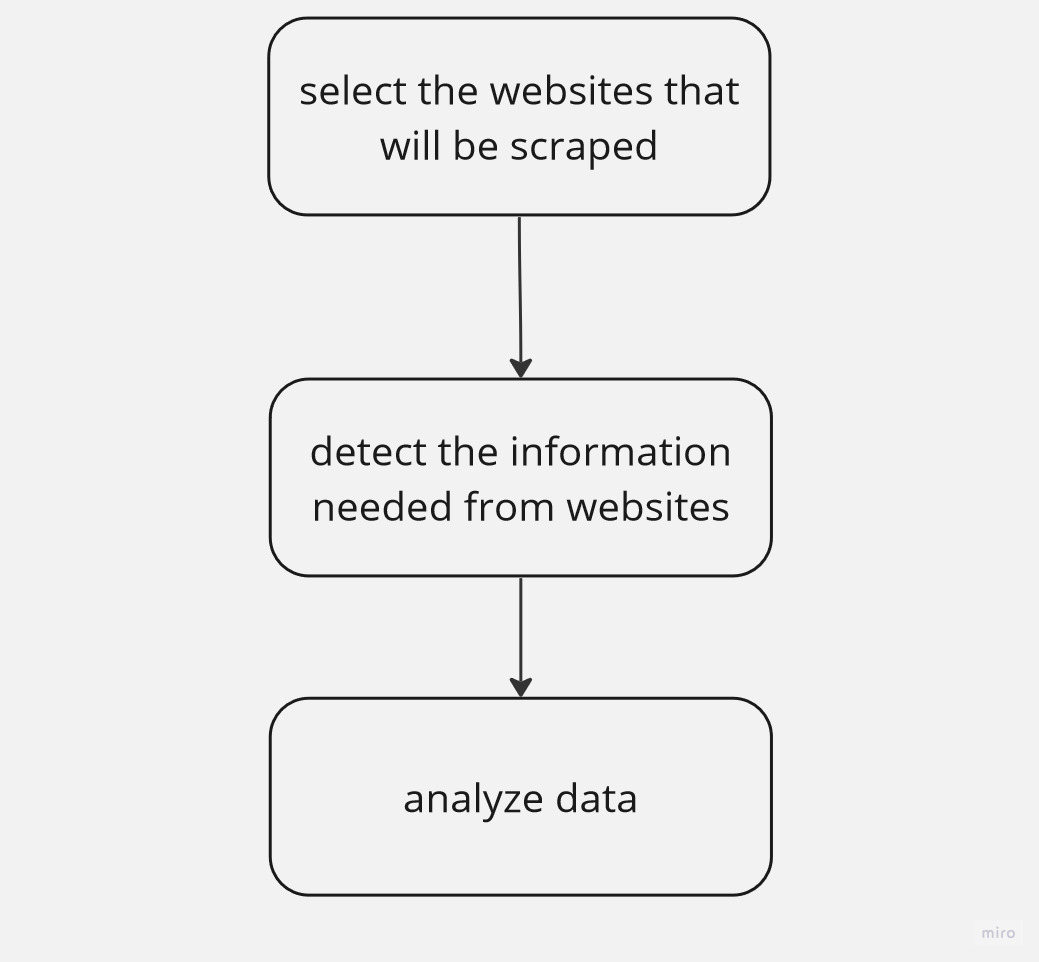 select the websites that
will be scraped
detect the information
needed from websites
analyze data
miro